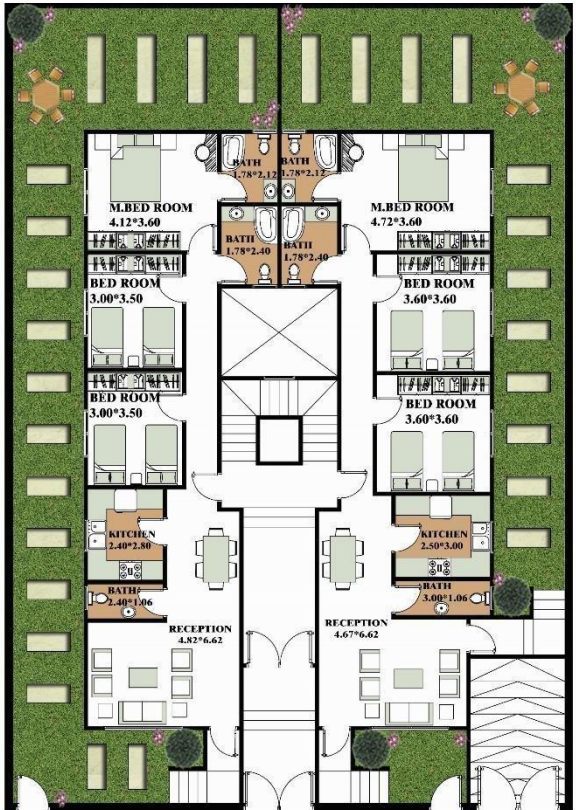 BATH
1.78*2.12
BATH
1.78*2.12
M.BED ROOM
4.12*3.60
M.BED ROOM
4.72*3.60
BATH
1.78*2.40
BATH
1.78*2.40
BED ROOM
3.00*3.50
BED ROOM
3.60*3.60
BED ROOM
3.00*3.50
BED ROOM
3.60*3.60
KITCHEN
2.40*2.80
KITCHEN
2.50*3.00
BATH
2.40*1.06
BATH
3.00*1.06
RECEPTION
4.82*6.62
RECEPTION
4.67*6.62